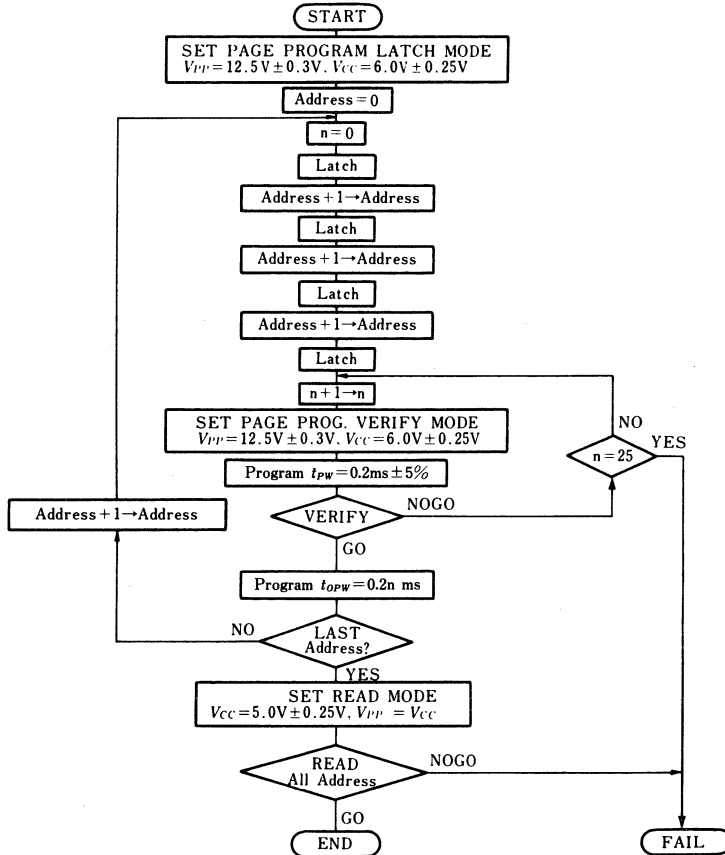 START
SET PAGE PROGRAM LATCH MODE
VPP=12.5V±0.3V, VCC=6.0V±0.25V
Address=0
n=0
Latch
Address+1→Address
Latch
Address+1→Address
Latch
Address+1→Address
Latch
n+1→n
SET PAGE PROG. VERIFY MODE
VPP=12.5V±0.3V, VCC=6.0V±0.25V
NO
YES
n=25
Program tPW=0.2ms±5%
Address+1→Address
VERIFY
NOGO
GO
Program tOPW=0.2n ms
NO
LAST
Address?
YES
SET READ MODE
VCC=5.0V±0.25V, VPP=VCC
READ
All Address
NOGO
GO
END
FAIL